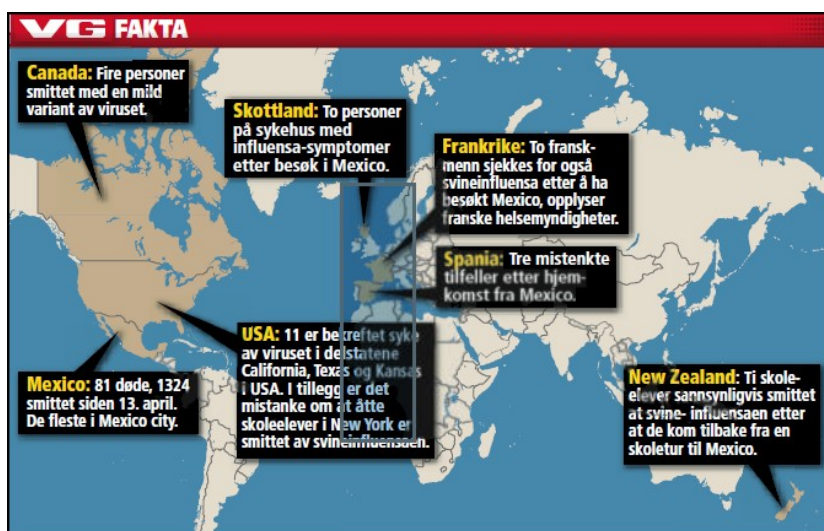 VG FAKTA
Canada: Fire personer
smittet med en mild
variant av viruset.
Skottland: To personer
på sykehus med
influensa-symptomer
etter besøk i Mexico.
Frankrike: To fransk-
menn sjekkes for også
svineinfluensa etter å ha
besøkt Mexico, opplyser
franske helsemyndigheter.
Spania: Tre mistenkte
tilfeller etter hjem-
komst fra Mexico.
USA: 11 er bekreftet syke
av viruset i delstatene
California, Texas og Kansas
i USA. I tillegg er det
mistanke om at åtte
skoleelever i New York er
smittet av svineinfluensaen.
Mexico: 81 døde, 1324
smittet siden 13. april.
De fleste i Mexico city.
New Zealand: Ti skole-
elever sannsynligvis smittet
at svine- influensaen etter
at de kom tilbake fra en
skoletur til Mexico.